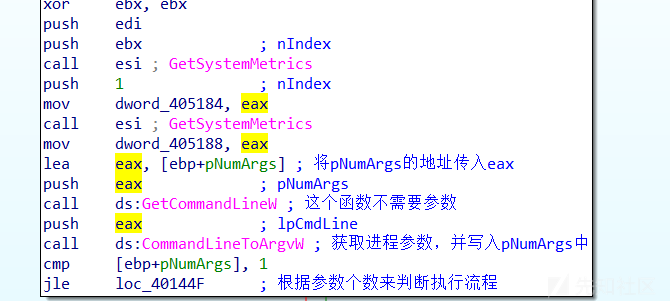 xor ebx, ebx
push edi
push ebx ; nIndex
call esi ; GetSystemMetrics
push 1 ; nIndex
mov dword_405184, eax
call esi ; GetSystemMetrics
mov dword_405188, eax
lea eax, [ebp+pNumArgs] ; 将pNumArgs的地址传入eax
push eax ; pNumArgs
call ds:GetCommandLineW ; 这个函数不需要参数
push eax ; lpCmdLine
call ds:CommandLineToArgvW ; 获取进程参数，并写入pNumArgs中
cmp [ebp+pNumArgs], 1
jle loc_40144F ; 根据参数个数来判断执行流程